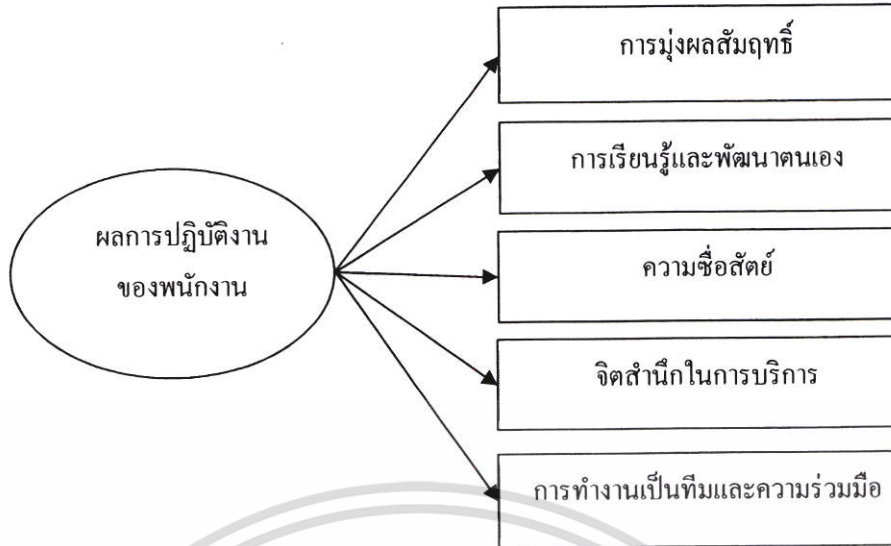 การมุ่งผลสัมฤทธิ์
การเรียนรู้และพัฒนาตนเอง
ผลการปฏิบัติงาน
ของพนักงาน
ความซื่อสัตย์
จิตสำนึกในการบริการ
การทำงานเป็นทีมและความร่วมมือ